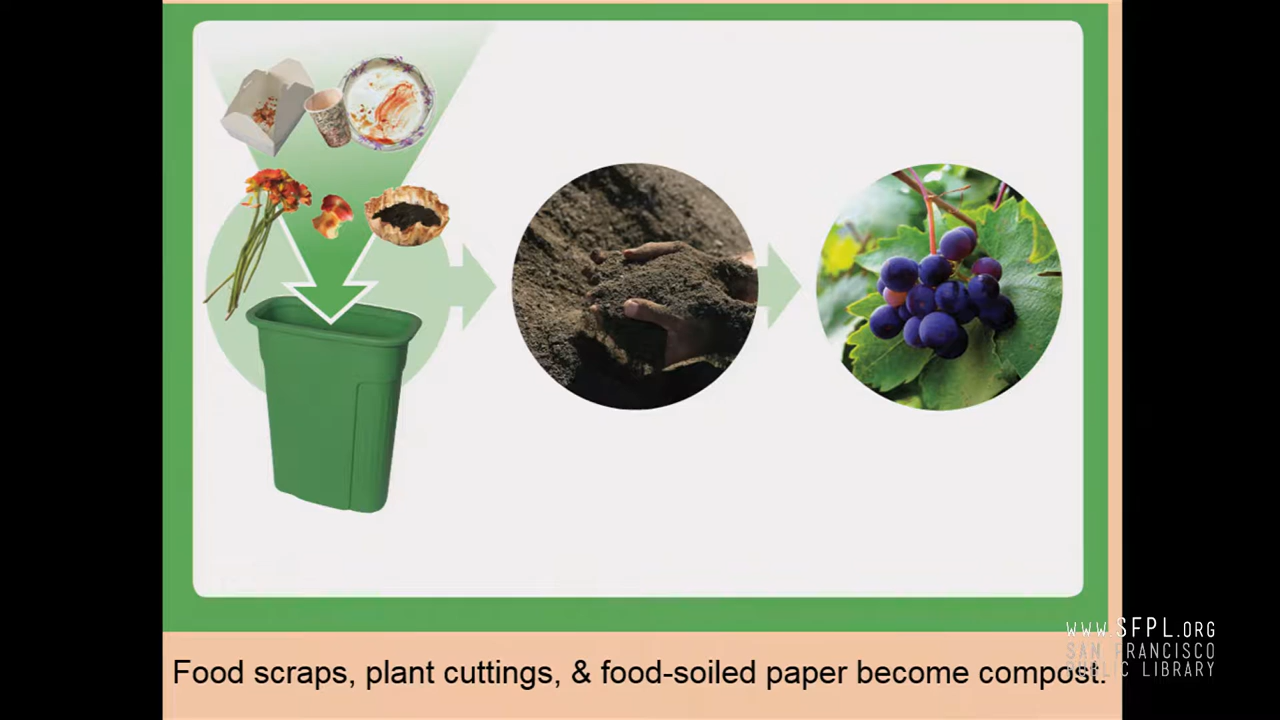 Food scraps, plant cuttings, & food-soiled paper become compost.
WWW.SFPL.ORG
SAN FRANCISCO
PUBLIC LIBRARY